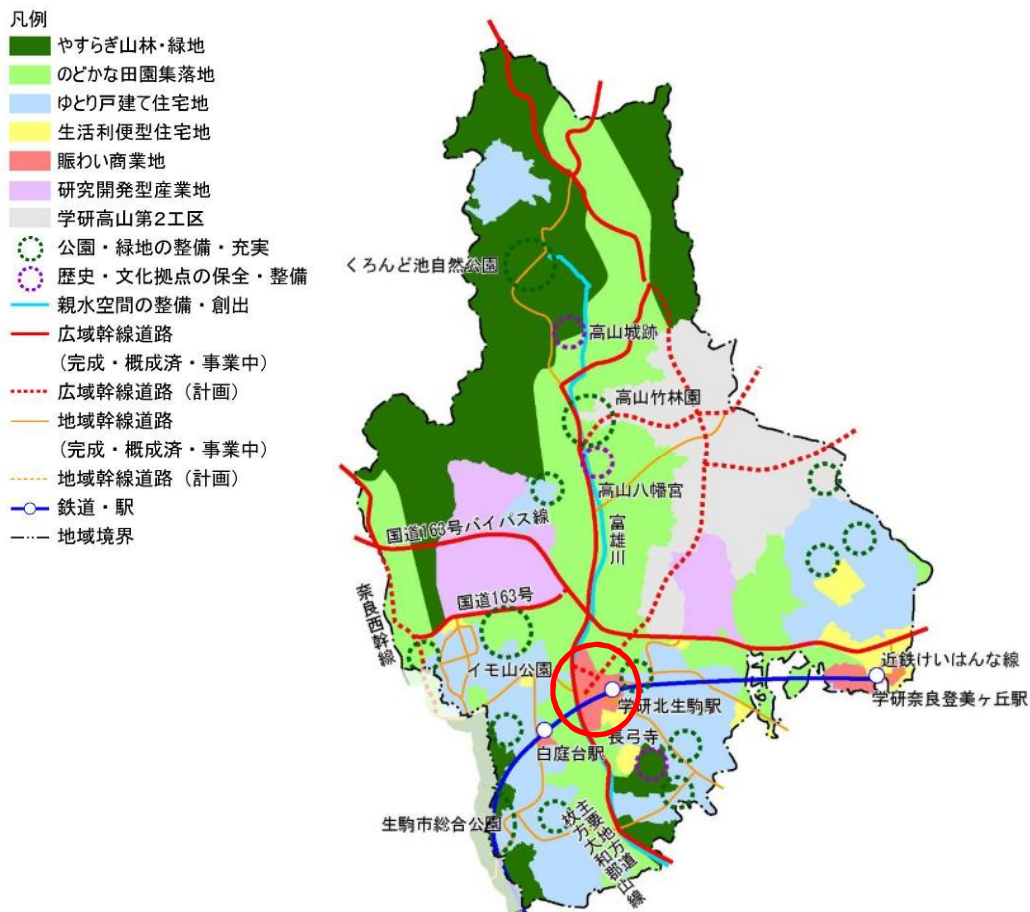 凡例
やすらぎ山林・緑地
のどかな田園集落地
ゆとり戸建て住宅地
生活利便型住宅地
賑わい商業地
研究開発型産業地
学研高山第2工区
公園・緑地の整備・充実
歴史・文化拠点の保全・整備
親水空間の整備・創出
広域幹線道路
(完成・概成済・事業中)
広域幹線道路(計画)
地域幹線道路
(完成・概成済・事業中)
地域幹線道路(計画)
鉄道・駅
地域境界
くろんど池自然公園
高山城跡
高山竹林園
高山八幡宮
富雄川
国道163号バイパス線
国道163号
奈良西幹線
イモ山公園
近鉄けいはんな線
学研北生駒駅
学研奈良登美ヶ丘駅
白庭台駅
長弓寺
生駒市総合公園
主要地方道
枚方大和郡山線